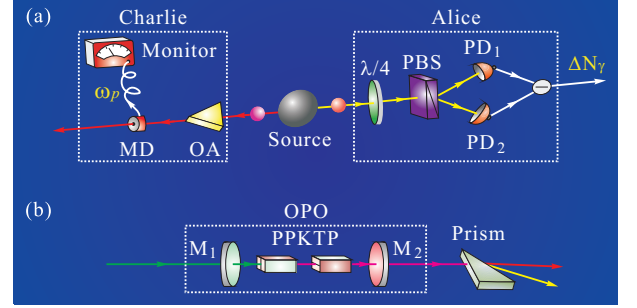 (a)
Charlie
Alice
Monitor
λ/4
PBS
PD1
ΔNγ
ωp
MD
OA
Source
PD2
(b)
OPO
M1
PPKTP
M2
Prism